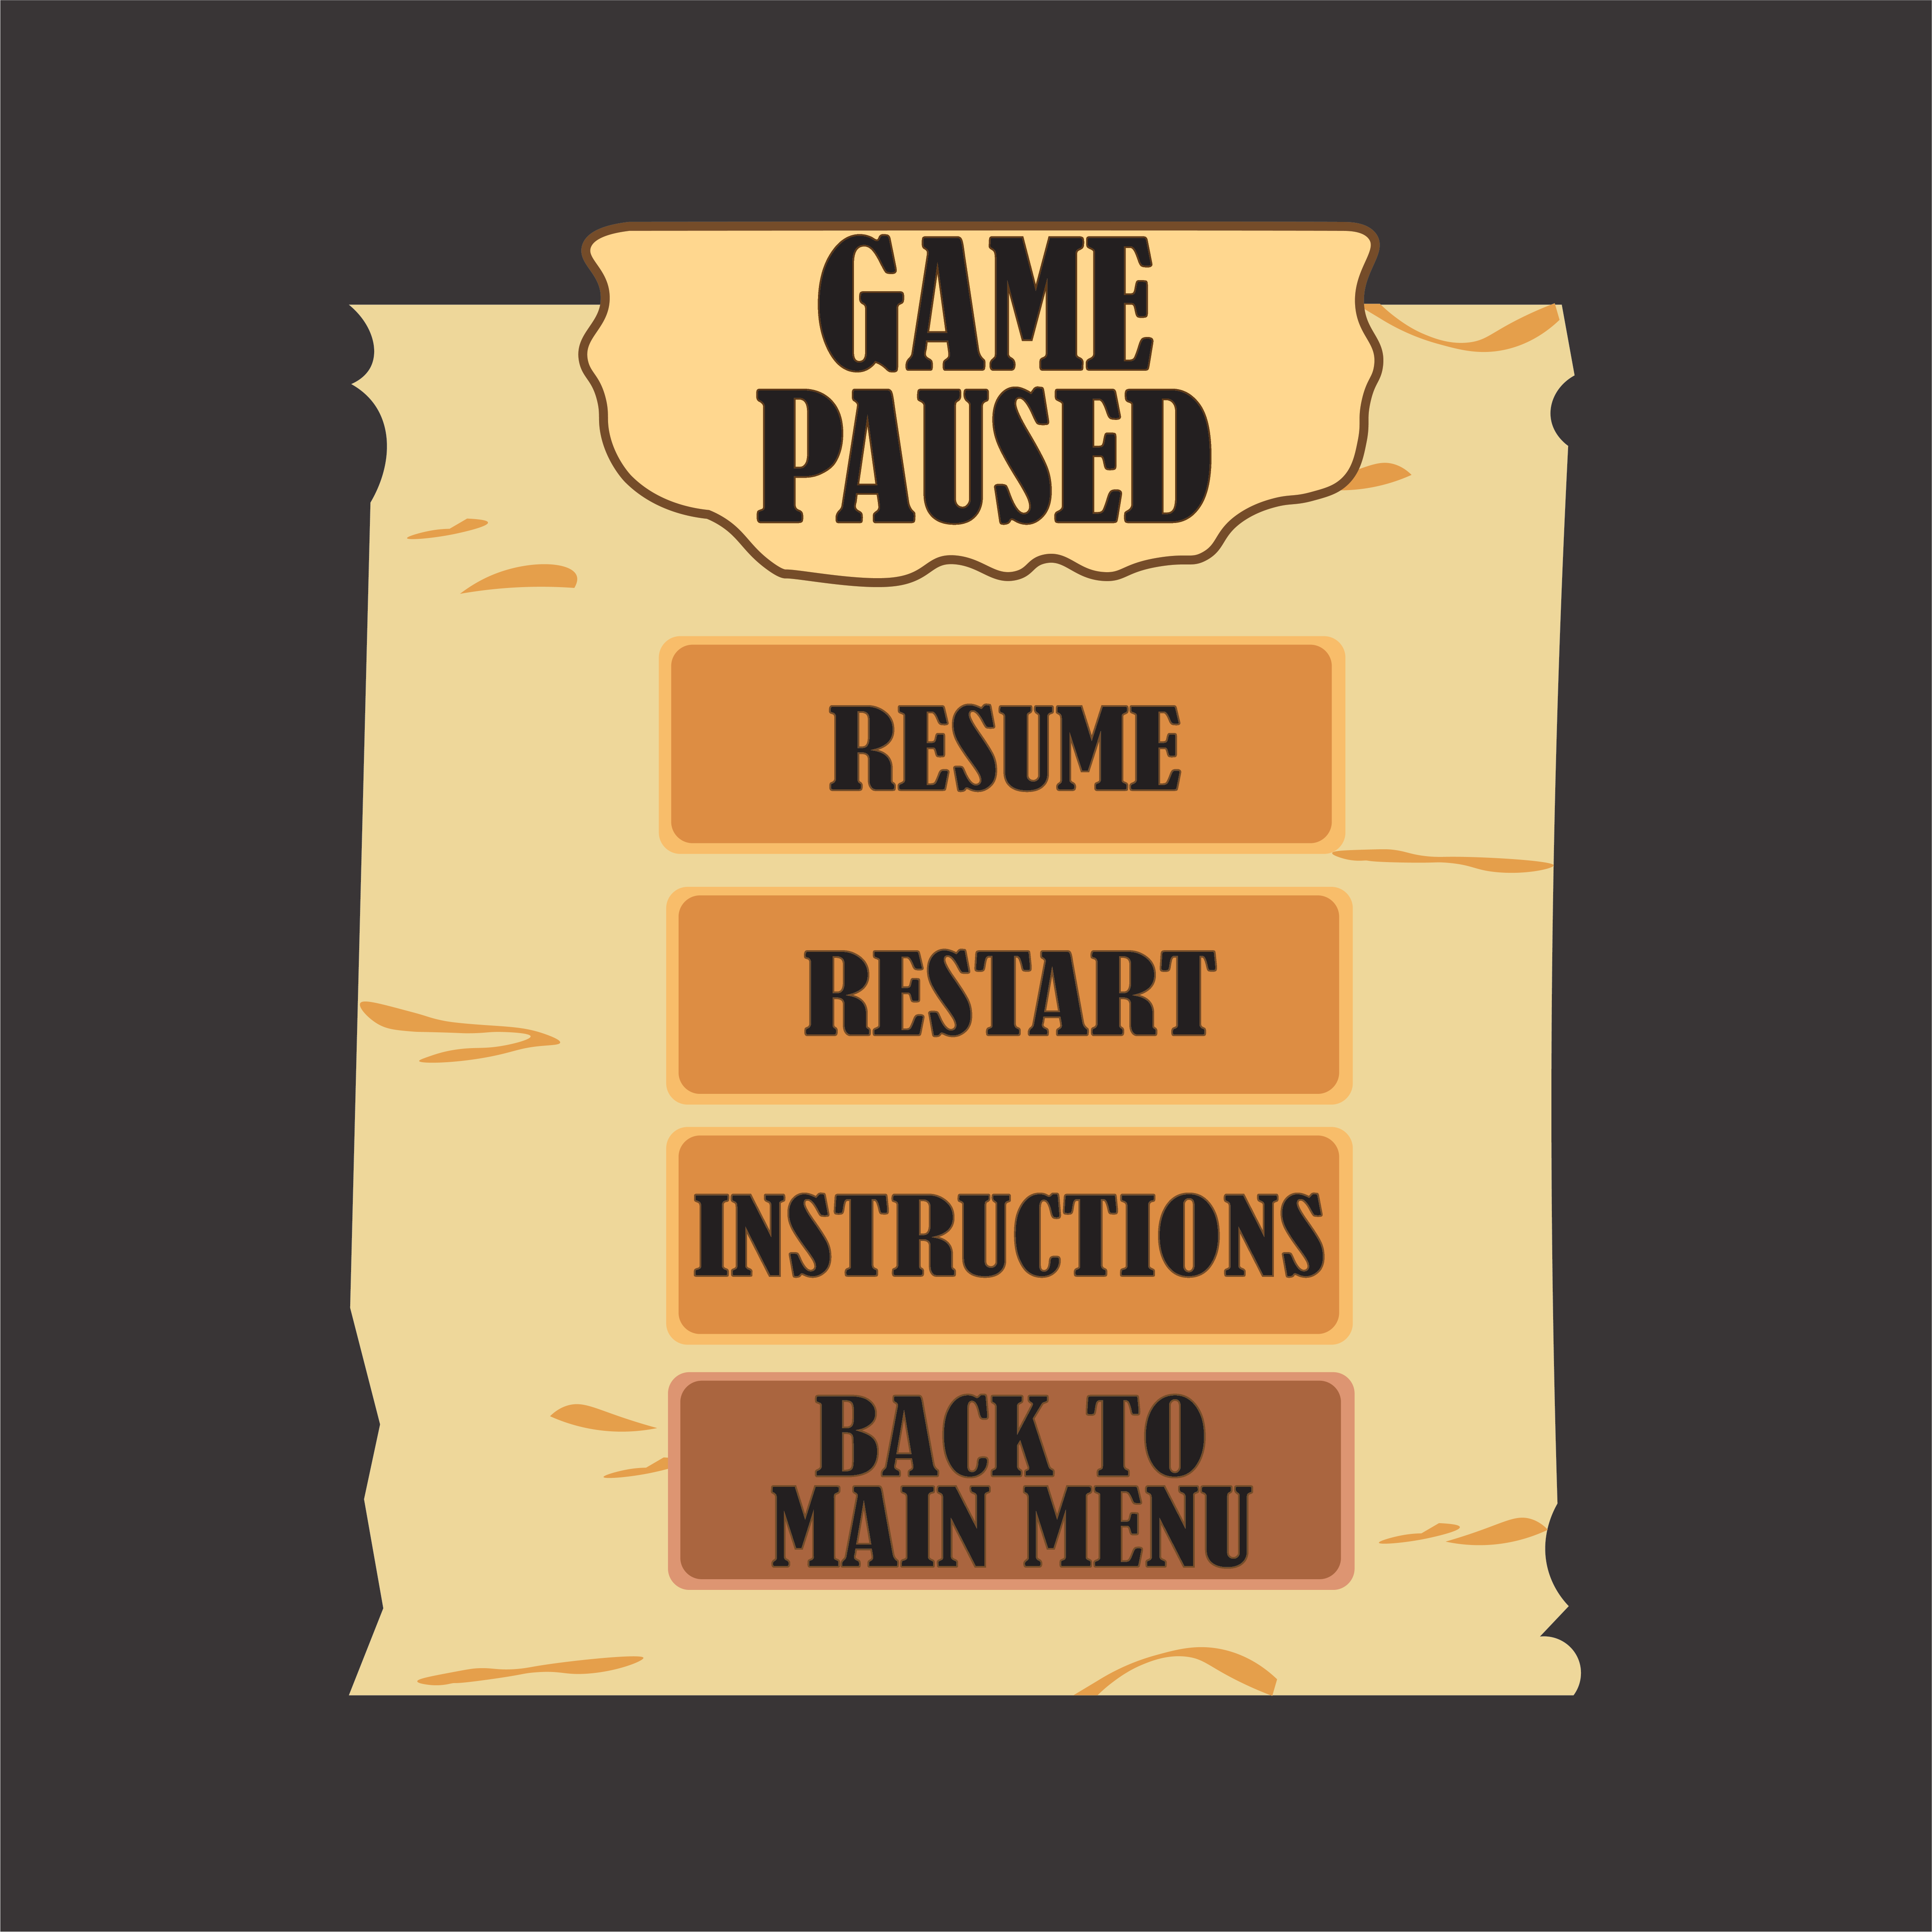 GAME
PAUSED
RESUME
RESTART
INSTRUCTIONS
BACK TO
MAIN MENU